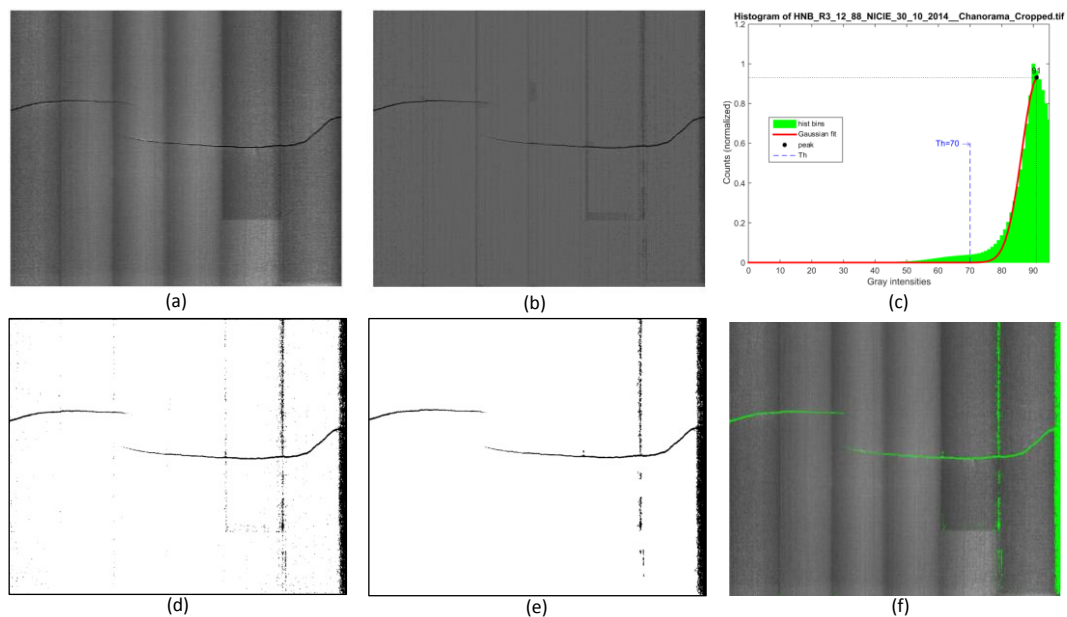 Histogram of HNB_R3_12_88_NICIE_30_10_2014__Chanorama_Cropped.tif
1.2
1
0.8
0.6
0.4
0.2
0
Counts (normalized)
91
hist bins
Gaussian fit
peak
Th
Th=70
0 10 20 30 40 50 60 70 80 90
Gray intensities
(a)
(b)
(c)
(d)
(e)
(f)